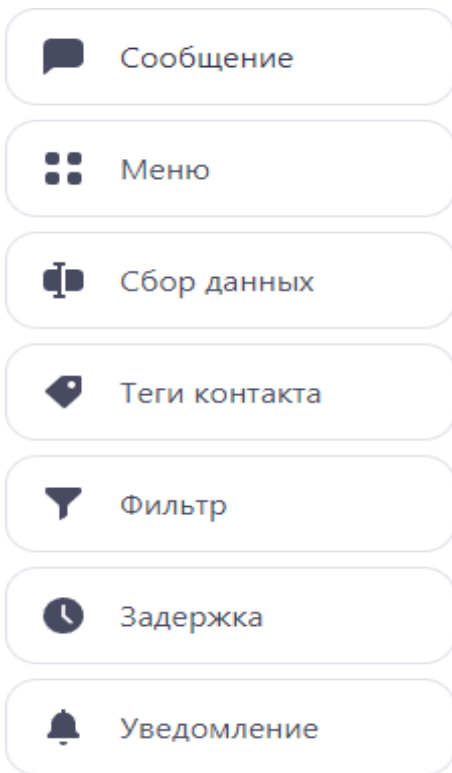 Сообщение
Меню
Сбор данных
Теги контакта
Фильтр
Задержка
Уведомление